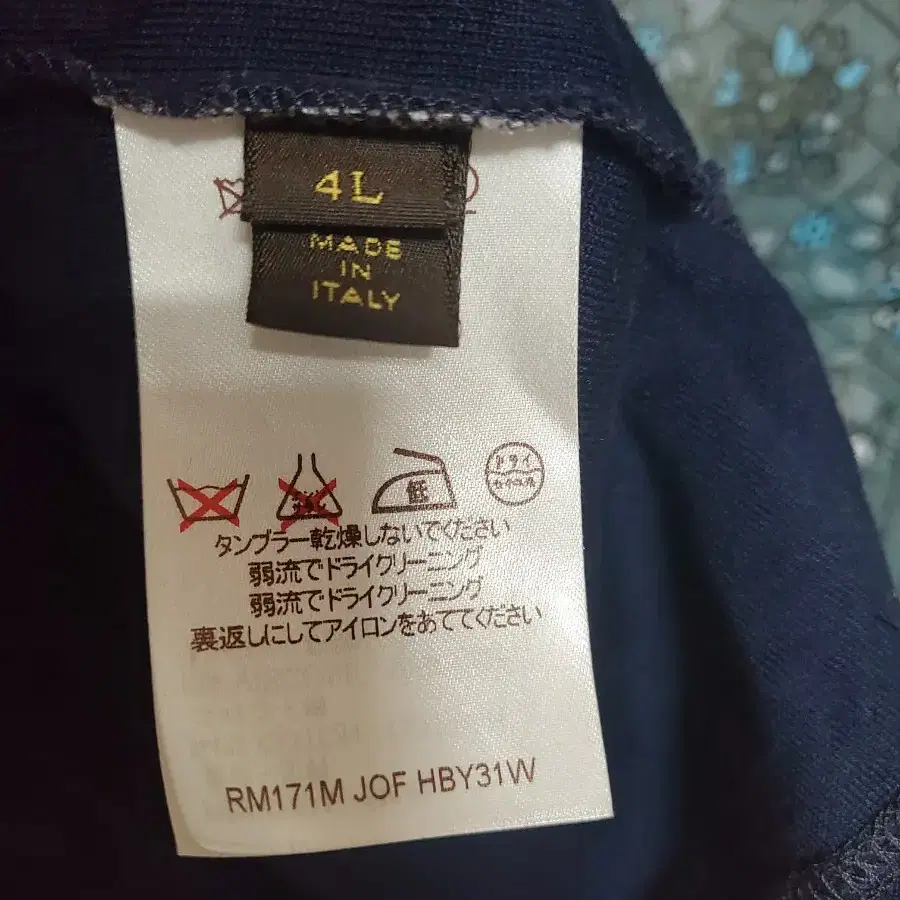 4L
MADE
IN
ITALY
低
ドライ
タンブラー乾燥しないでください
弱流でドライクリーニング
弱流でドライクリーニング
裏返しにしてアイロンをあててください
RM171M JOF HBY31W